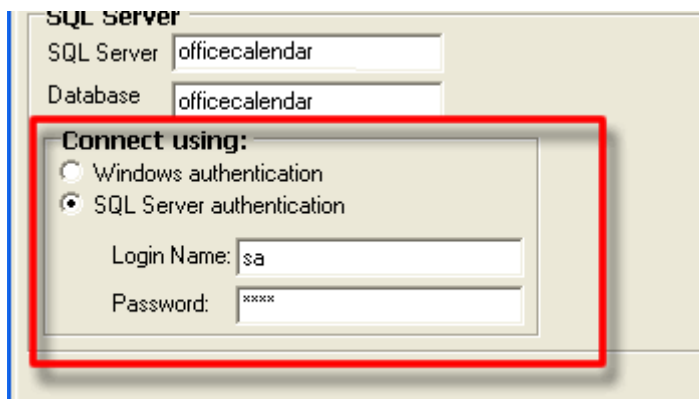 SQL Server
SQL Server officecalendar
Database officecalendar
Connect using:
Windows authentication
SQL Server authentication
Login Name: sa
Password: ****